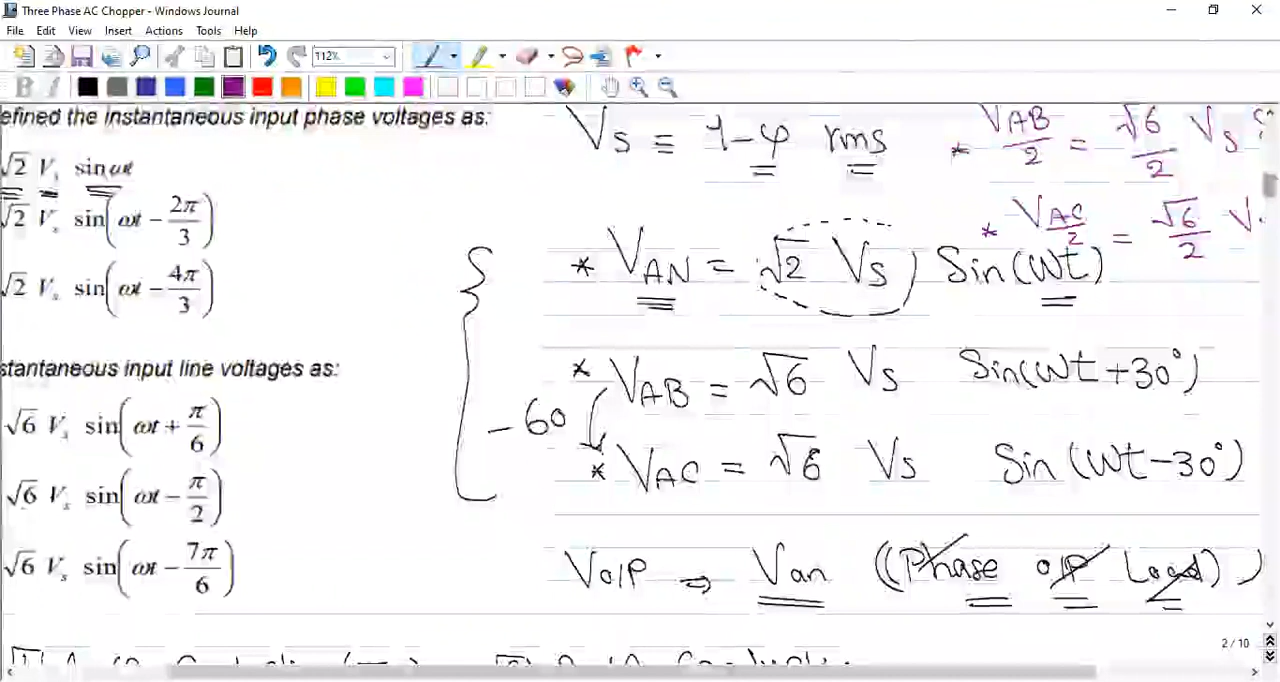 Three Phase AC Chopper - Windows Journal
File Edit View Insert Actions Tools Help
112%
efined the instantaneous input phase voltages as:
√2 Vs sin ωt
√2 Vs sin(ωt − 2π/3)
√2 Vs sin(ωt − 4π/3)
stantaneous input line voltages as:
√6 Vs sin(ωt + π/6)
√6 Vs sin(ωt − π/2)
√6 Vs sin(ωt − 7π/6)
Vs ≡ 1-φ rms
* VAB/2 = √6/2 Vs
* VAC/2 = √6/2 V
* VAN = √2 Vs Sin(wt)
* VAB = √6 Vs Sin(wt+30°)
-60
* VAC = √6 Vs Sin(wt-30°)
Vo/P ⇒ Van ((Phase o/P Load))
2 / 10